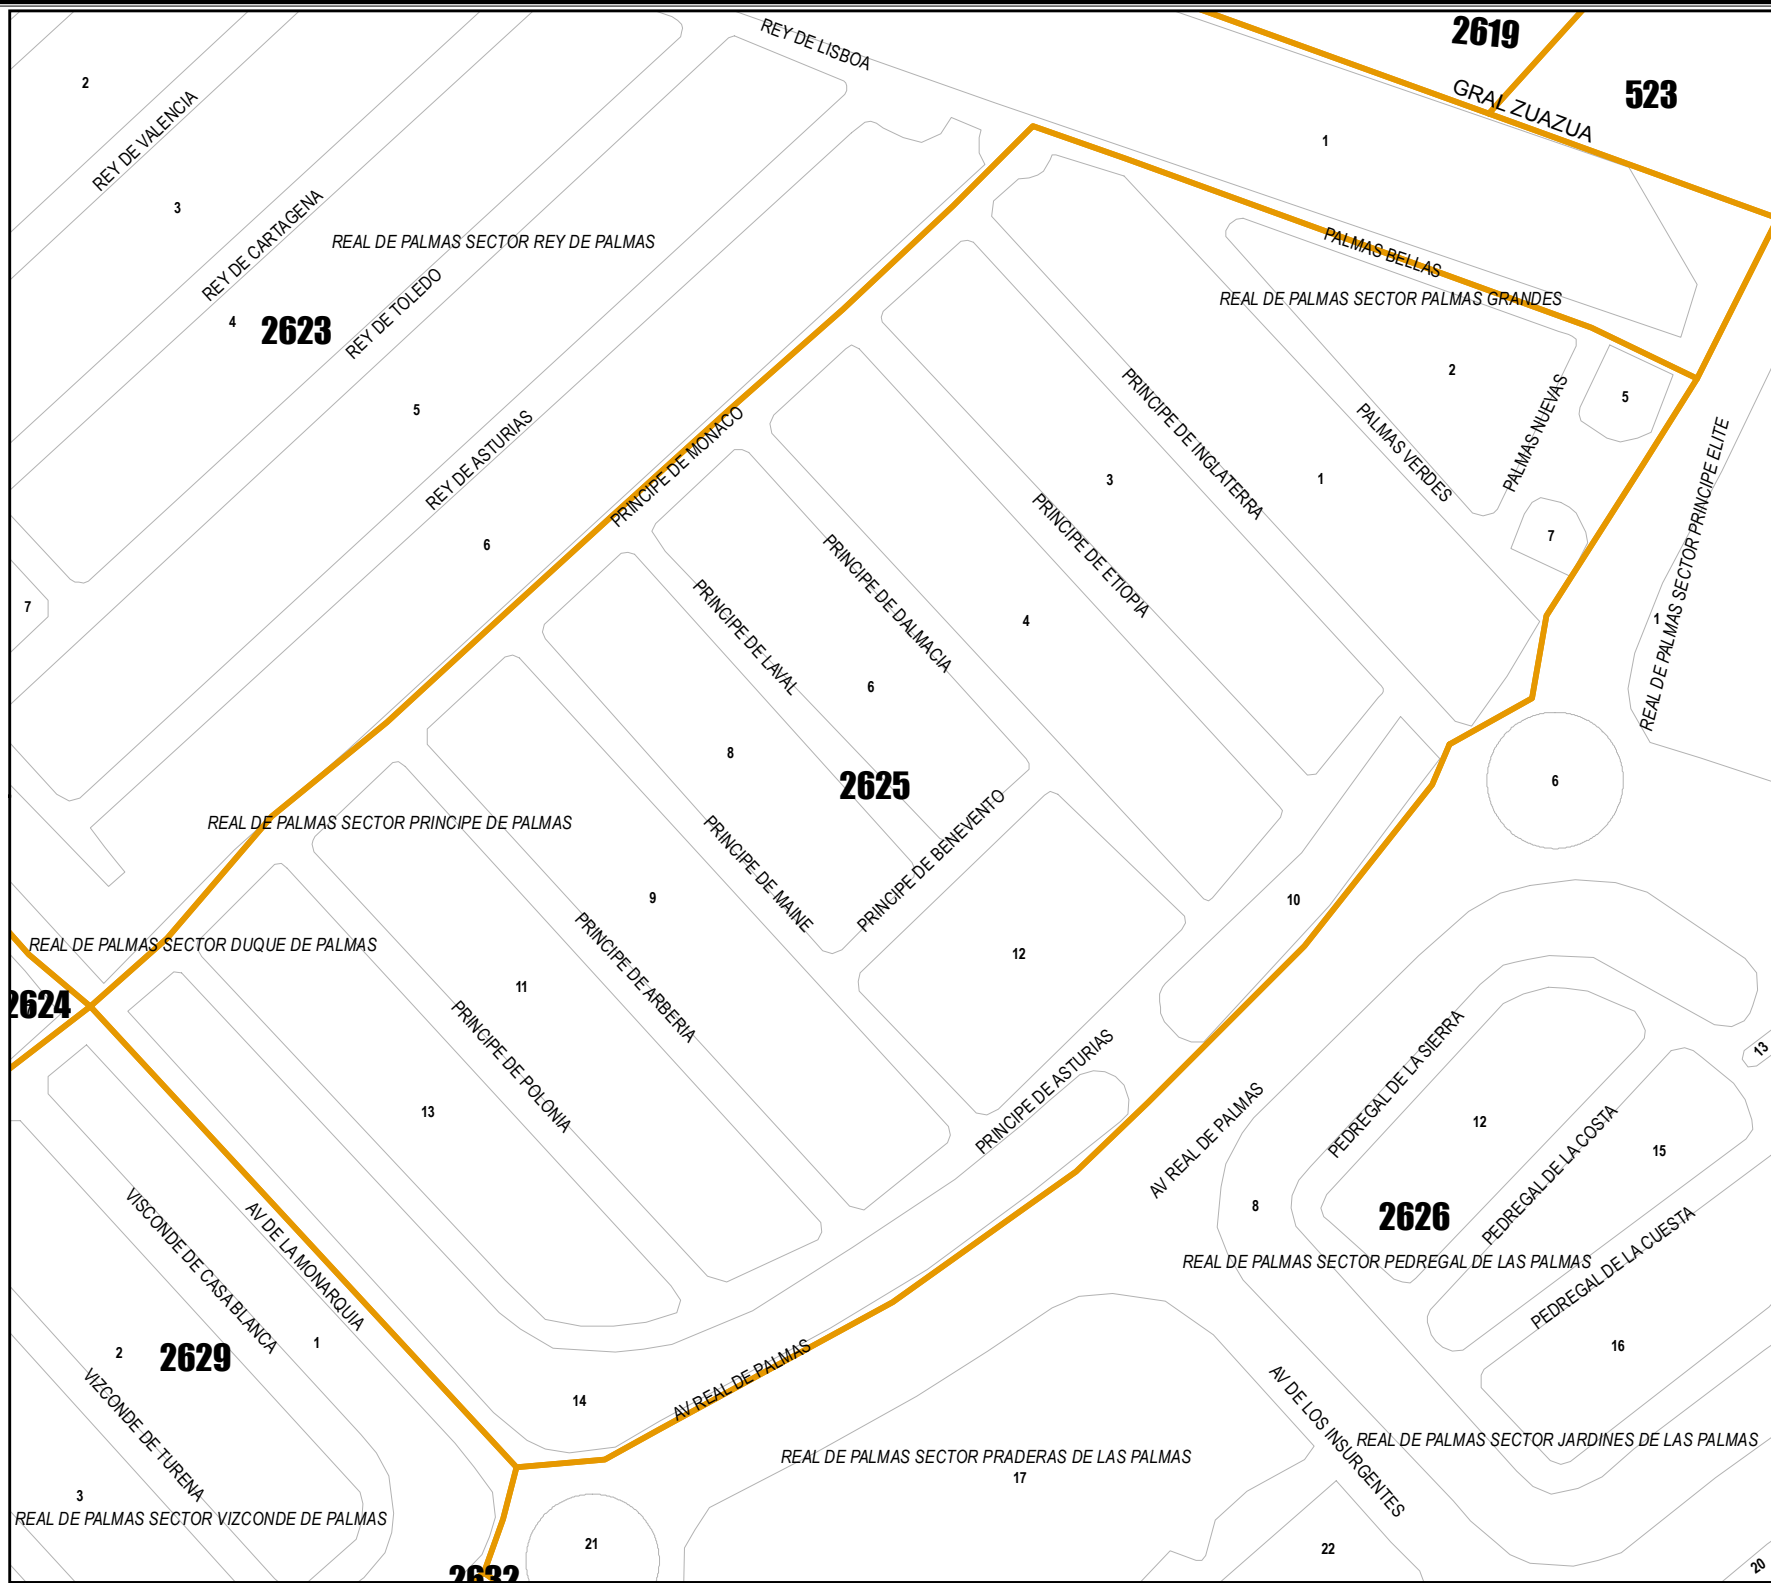 REY DE LISBOA
2619
GRAL ZUAZUA
523
2
REY DE VALENCIA
1
3
REY DE CARTAGENA
REAL DE PALMAS SECTOR REY DE PALMAS
PALMAS BELLAS
REAL DE PALMAS SECTOR PALMAS GRANDES
4
2623
REY DE TOLEDO
2
5
5
PRINCIPE DE INGLATERRA
PALMAS VERDES
PALMAS NUEVAS
REY DE ASTURIAS
PRINCIPE DE MONACO
3
1
REAL DE PALMAS SECTOR PRINCIPE ELITE
6
PRINCIPE DE ETIOPIA
7
7
PRINCIPE DE DALMACIA
PRINCIPE DE LAVAL
4
1
6
8
2625
6
REAL DE PALMAS SECTOR PRINCIPE DE PALMAS
PRINCIPE DE MAINE
PRINCIPE DE BENEVENTO
9
10
REAL DE PALMAS SECTOR DUQUE DE PALMAS
PRINCIPE DE ARBERIA
12
11
2624
PRINCIPE DE POLONIA
PRINCIPE DE ASTURIAS
13
13
AV REAL DE PALMAS
PEDREGAL DE LA SIERRA
12
PEDREGAL DE LA COSTA
15
8
2626
VISCONDE DE CASA BLANCA
AV DE LA MONARQUIA
REAL DE PALMAS SECTOR PEDREGAL DE LAS PALMAS
PEDREGAL DE LA CUESTA
2
2629
1
16
AV REAL DE PALMAS
14
VIZCONDE DE TURENA
AV DE LOS INSURGENTES
REAL DE PALMAS SECTOR JARDINES DE LAS PALMAS
REAL DE PALMAS SECTOR PRADERAS DE LAS PALMAS
17
3
REAL DE PALMAS SECTOR VIZCONDE DE PALMAS
21
22
20
2632